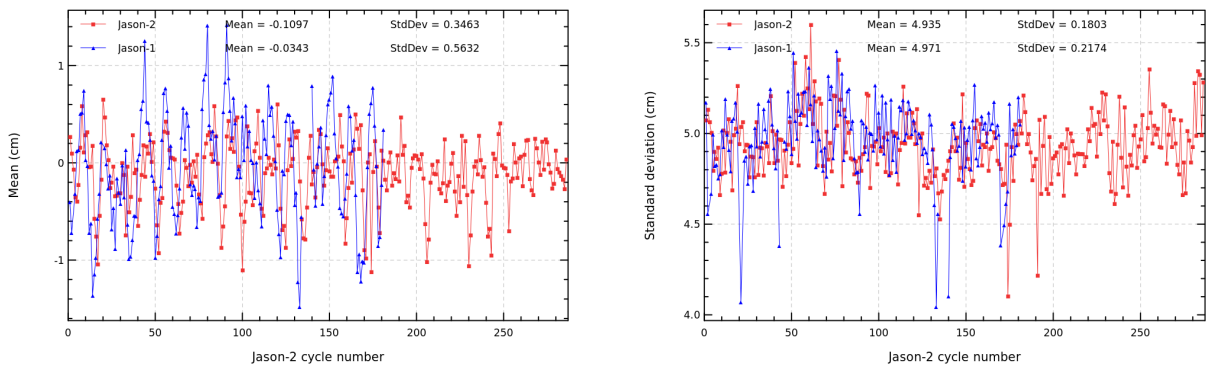 Jason-2 Mean = -0.1097 StdDev = 0.3463
Jason-1 Mean = -0.0343 StdDev = 0.5632
Mean (cm)
1
0
-1
0 50 100 150 200 250
Jason-2 cycle number
Jason-2 Mean = 4.935 StdDev = 0.1803
Jason-1 Mean = 4.971 StdDev = 0.2174
Standard deviation (cm)
5.5
5.0
4.5
4.0
0 50 100 150 200 250
Jason-2 cycle number